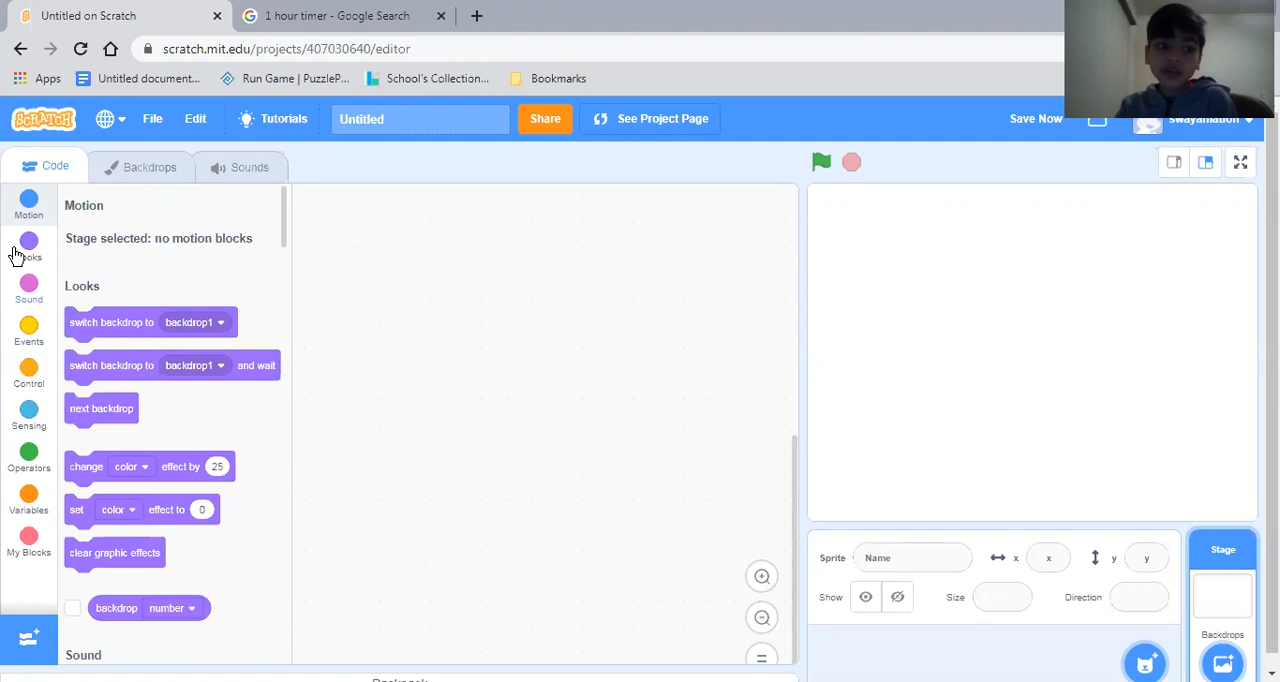 Untitled on Scratch
1 hour timer - Google Search
scratch.mit.edu/projects/407030640/editor
Apps
Untitled document...
Run Game | PuzzleP...
School's Collection...
Bookmarks
SCRATCH
File
Edit
Tutorials
Untitled
Share
See Project Page
Save Now
swayamation
Code
Backdrops
Sounds
Motion
Looks
Sound
Events
Control
Sensing
Operators
Variables
My Blocks
Motion
Stage selected: no motion blocks
Looks
switch backdrop to backdrop1
switch backdrop to backdrop1 and wait
next backdrop
change color effect by 25
set color effect to 0
clear graphic effects
backdrop number
Sound
Sprite Name x x y y
Show Size Direction
Stage
Backdrops
Backpack